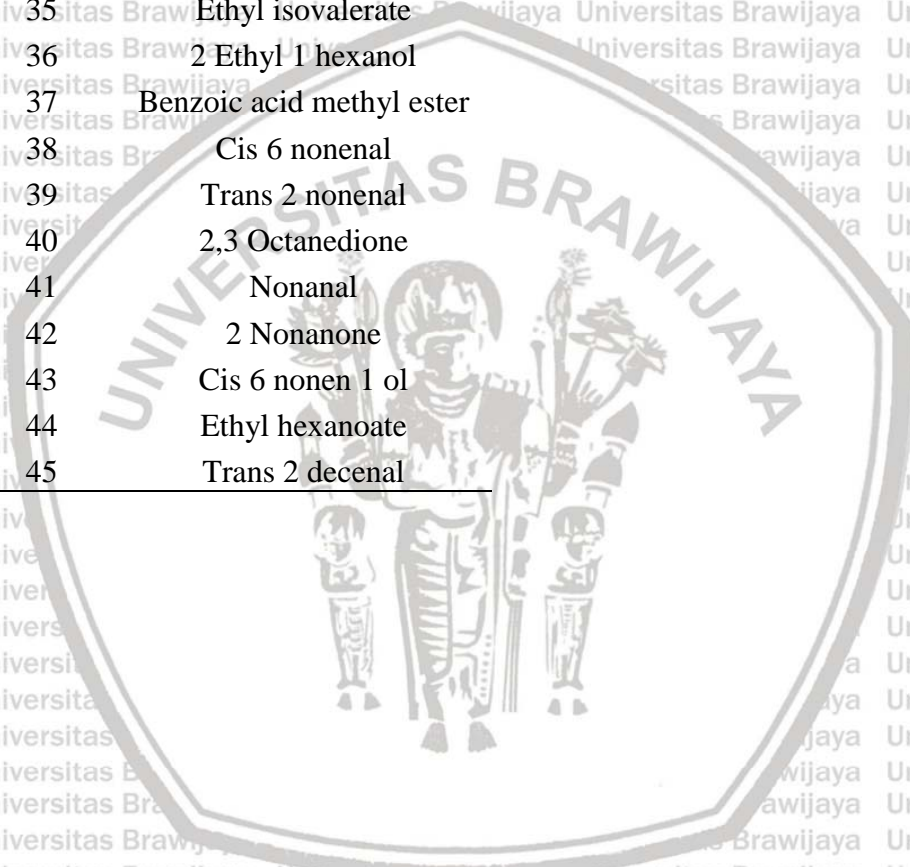 35 Ethyl isovalerate
36 2 Ethyl 1 hexanol
37 Benzoic acid methyl ester
38 Cis 6 nonenal
39 Trans 2 nonenal
40 2,3 Octanedione
41 Nonanal
42 2 Nonanone
43 Cis 6 nonen 1 ol
44 Ethyl hexanoate
45 Trans 2 decenal
UNIVERSITAS BRAWIJAYA